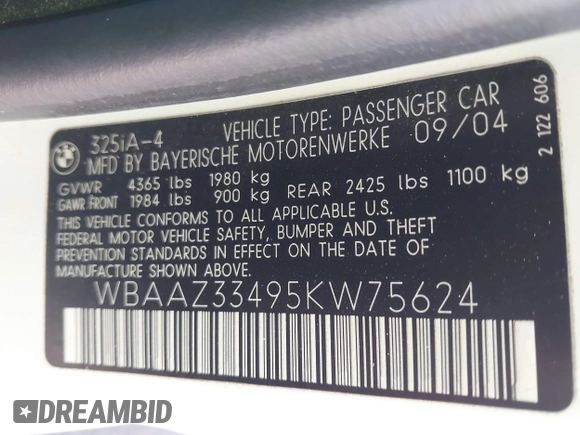 325iA-4 VEHICLE TYPE: PASSENGER CAR
MFD BY BAYERISCHE MOTORENWERKE 09/04
GVWR 4365 lbs 1980 kg
GAWR FRONT 1984 lbs 900 kg REAR 2425 lbs 1100 kg
THIS VEHICLE CONFORMS TO ALL APPLICABLE U.S.
FEDERAL MOTOR VEHICLE SAFETY, BUMPER AND THEFT
PREVENTION STANDARDS IN EFFECT ON THE DATE OF
MANUFACTURE SHOWN ABOVE.
WBAAZ33495KW75624
2 122 606
DREAMBID